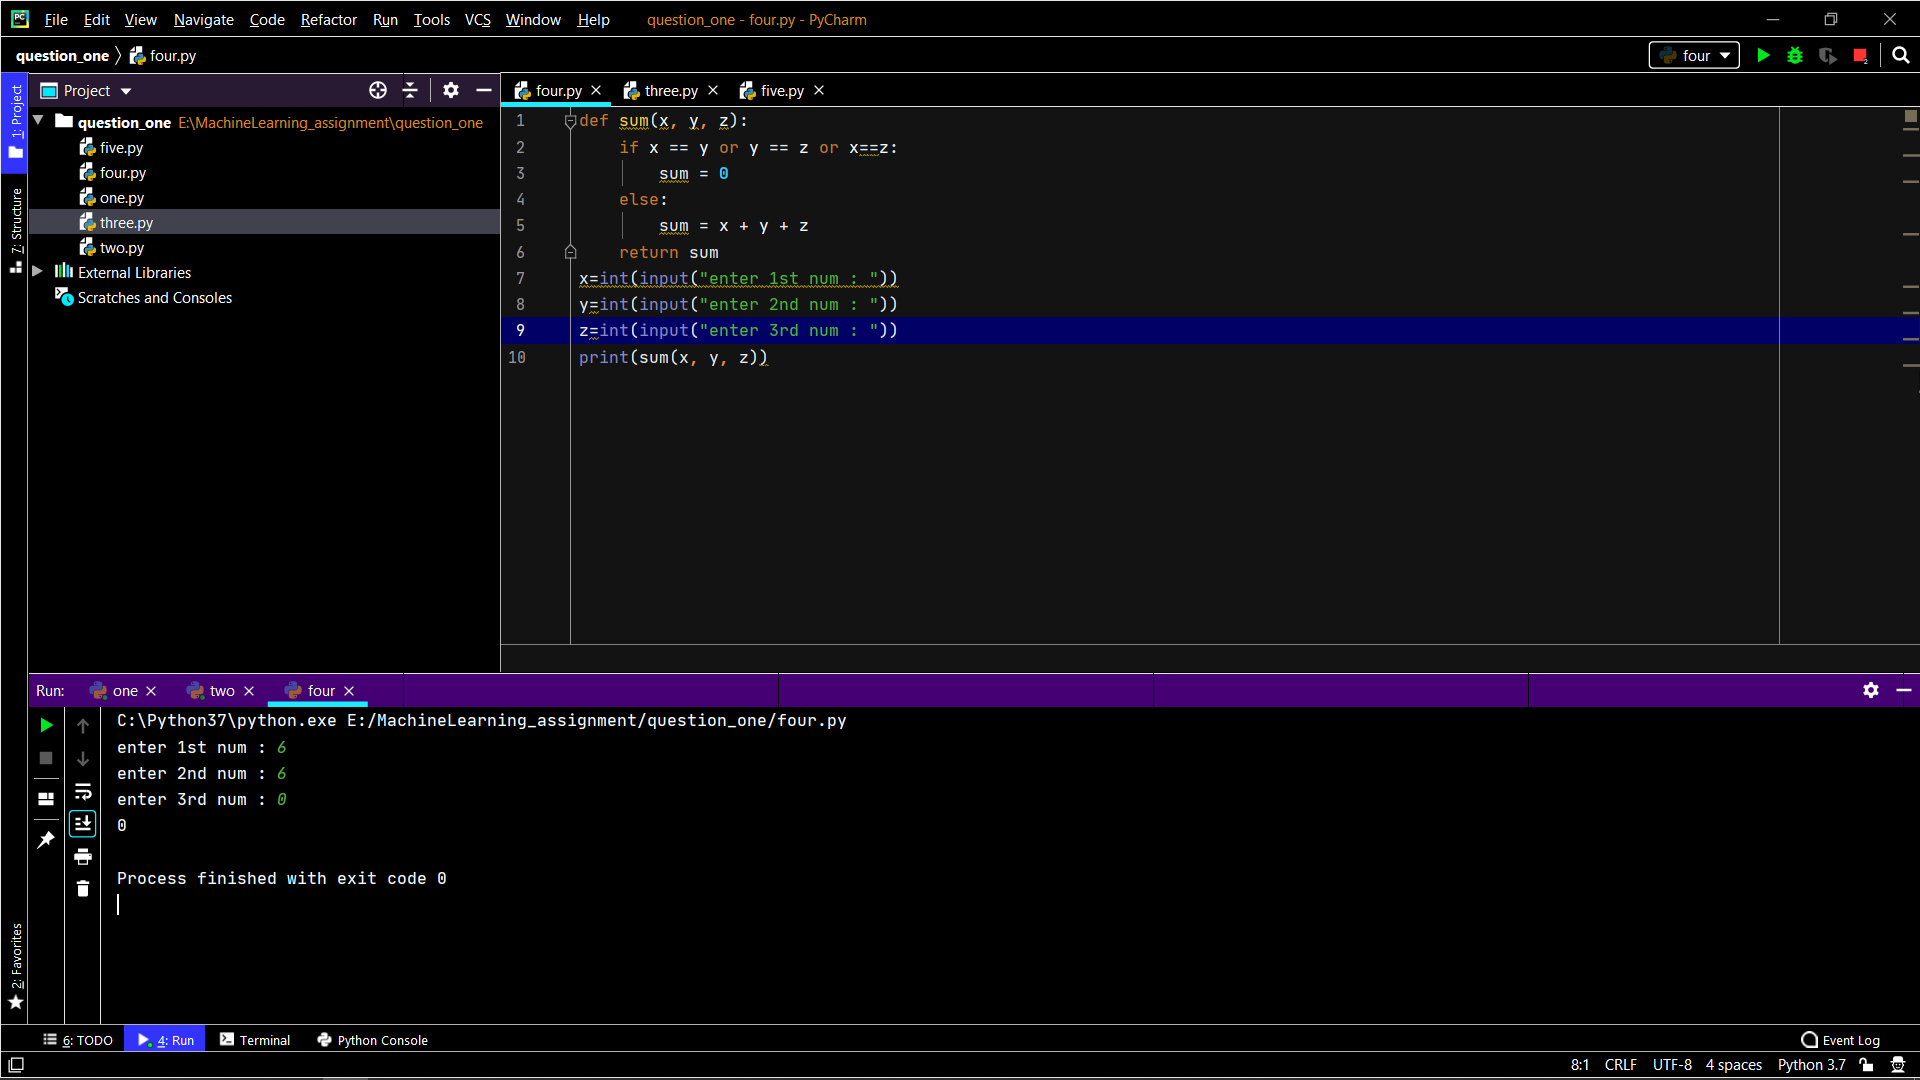 File Edit View Navigate Code Refactor Run Tools VCS Window Help question_one - four.py - PyCharm
question_one four.py four
1: Project
Project
four.py three.py five.py
question_one E:\MachineLearning_assignment\question_one
five.py
four.py
one.py
three.py
two.py
External Libraries
Scratches and Consoles
7: Structure
1 def sum(x, y, z):
2 if x == y or y == z or x==z:
3 sum = 0
4 else:
5 sum = x + y + z
6 return sum
7 x=int(input("enter 1st num : "))
8 y=int(input("enter 2nd num : "))
9 z=int(input("enter 3rd num : "))
10 print(sum(x, y, z))
Run: one two four
C:\Python37\python.exe E:/MachineLearning_assignment/question_one/four.py
enter 1st num : 6
enter 2nd num : 6
enter 3rd num : 0
0
Process finished with exit code 0
2: Favorites
6: TODO 4: Run Terminal Python Console Event Log
8:1 CRLF UTF-8 4 spaces Python 3.7